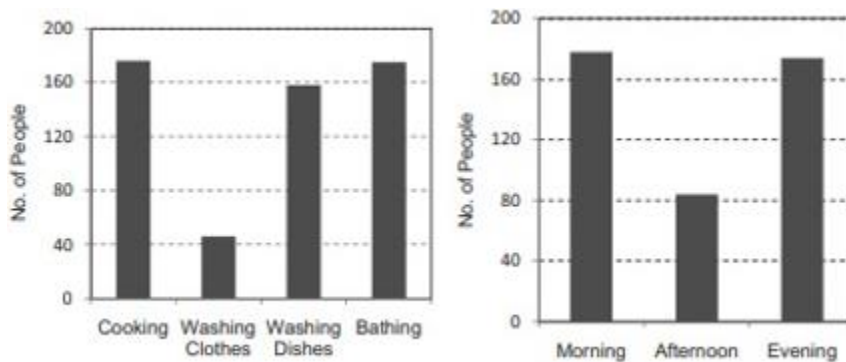 No. of People
200
160
120
80
40
0
Cooking
Washing Clothes
Washing Dishes
Bathing
No. of People
200
160
120
80
40
0
Morning
Afternoon
Evening